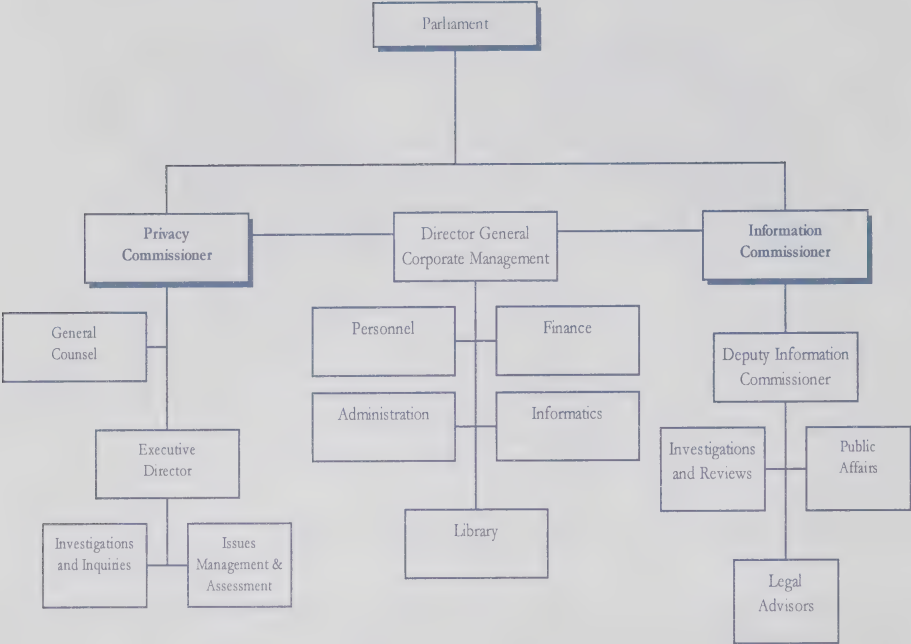 Parliament
Privacy
Commissioner
Director General
Corporate Management
Information
Commissioner
General
Counsel
Personnel
Finance
Deputy Information
Commissioner
Administration
Informatics
Executive
Director
Investigations
and Reviews
Public
Affairs
Library
Investigations
and Inquiries
Issues
Management &
Assessment
Legal
Advisors